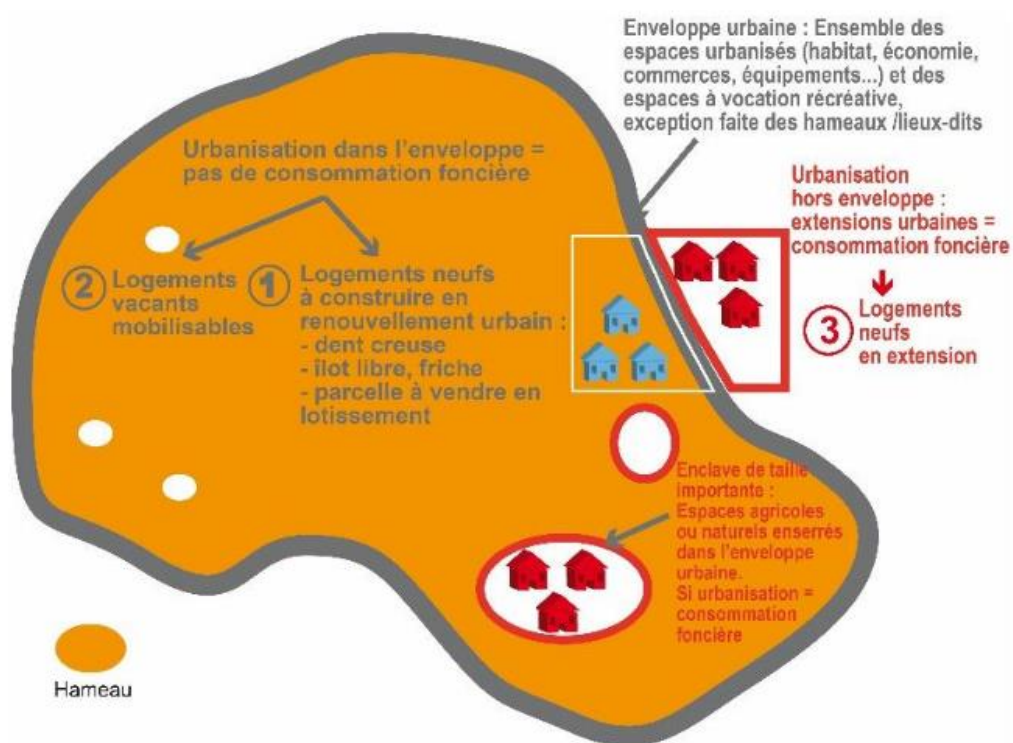 Enveloppe urbaine : Ensemble des
espaces urbanisés (habitat, économie,
commerces, équipements...) et des
espaces à vocation récréative,
exception faite des hameaux /lieux-dits
Urbanisation dans l'enveloppe =
pas de consommation foncière
2 Logements
vacants
mobilisables
1 Logements neufs
à construire en
renouvellement urbain :
- dent creuse
- îlot libre, friche
- parcelle à vendre en
lotissement
Urbanisation
hors enveloppe :
extensions urbaines =
consommation foncière
3 Logements
neufs
en extension
Enclave de taille
importante :
Espaces agricoles
ou naturels enserrés
dans l'enveloppe
urbaine.
Si urbanisation =
consommation
foncière
Hameau